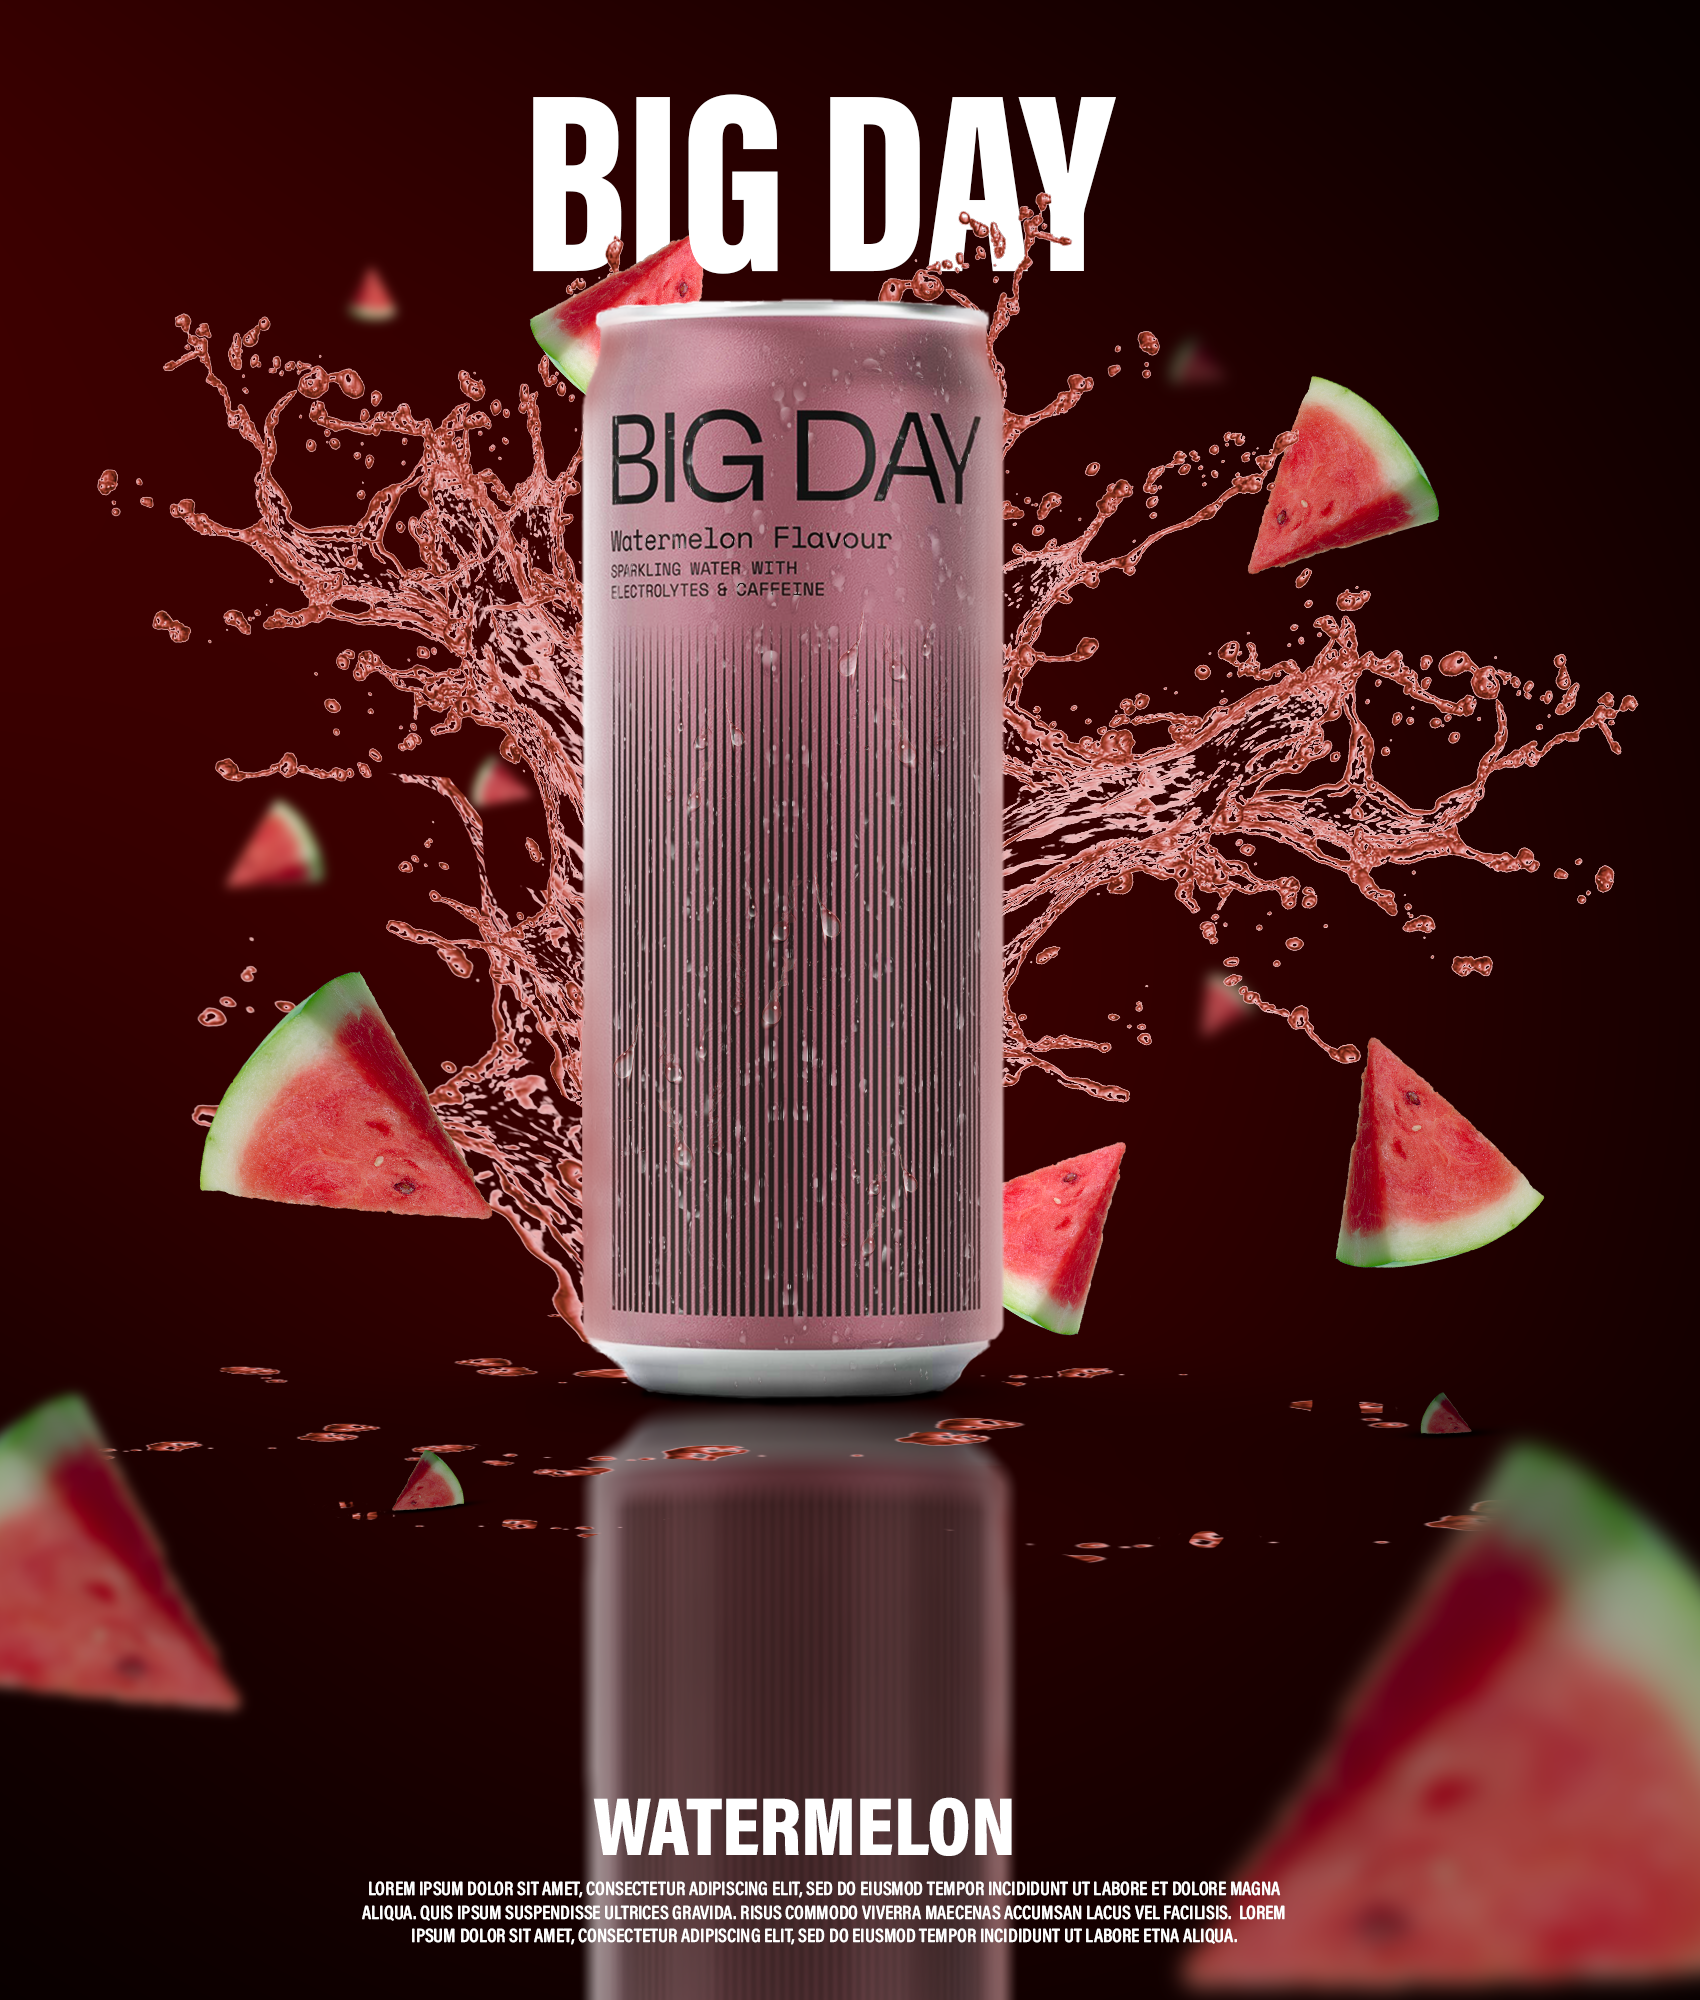 BIG DAY
BIG DAY
Watermelon Flavour
SPARKLING WATER WITH
ELECTROLYTES & CAFFEINE
WATERMELON
LOREM IPSUM DOLOR SIT AMET, CONSECTETUR ADIPISCING ELIT, SED DO EIUSMOD TEMPOR INCIDIDUNT UT LABORE ET DOLORE MAGNA
ALIQUA. QUIS IPSUM SUSPENDISSE ULTRICES GRAVIDA. RISUS COMMODO VIVERRA MAECENAS ACCUMSAN LACUS VEL FACILISIS. LOREM
IPSUM DOLOR SIT AMET, CONSECTETUR ADIPISCING ELIT, SED DO EIUSMOD TEMPOR INCIDIDUNT UT LABORE ETNA ALIQUA.